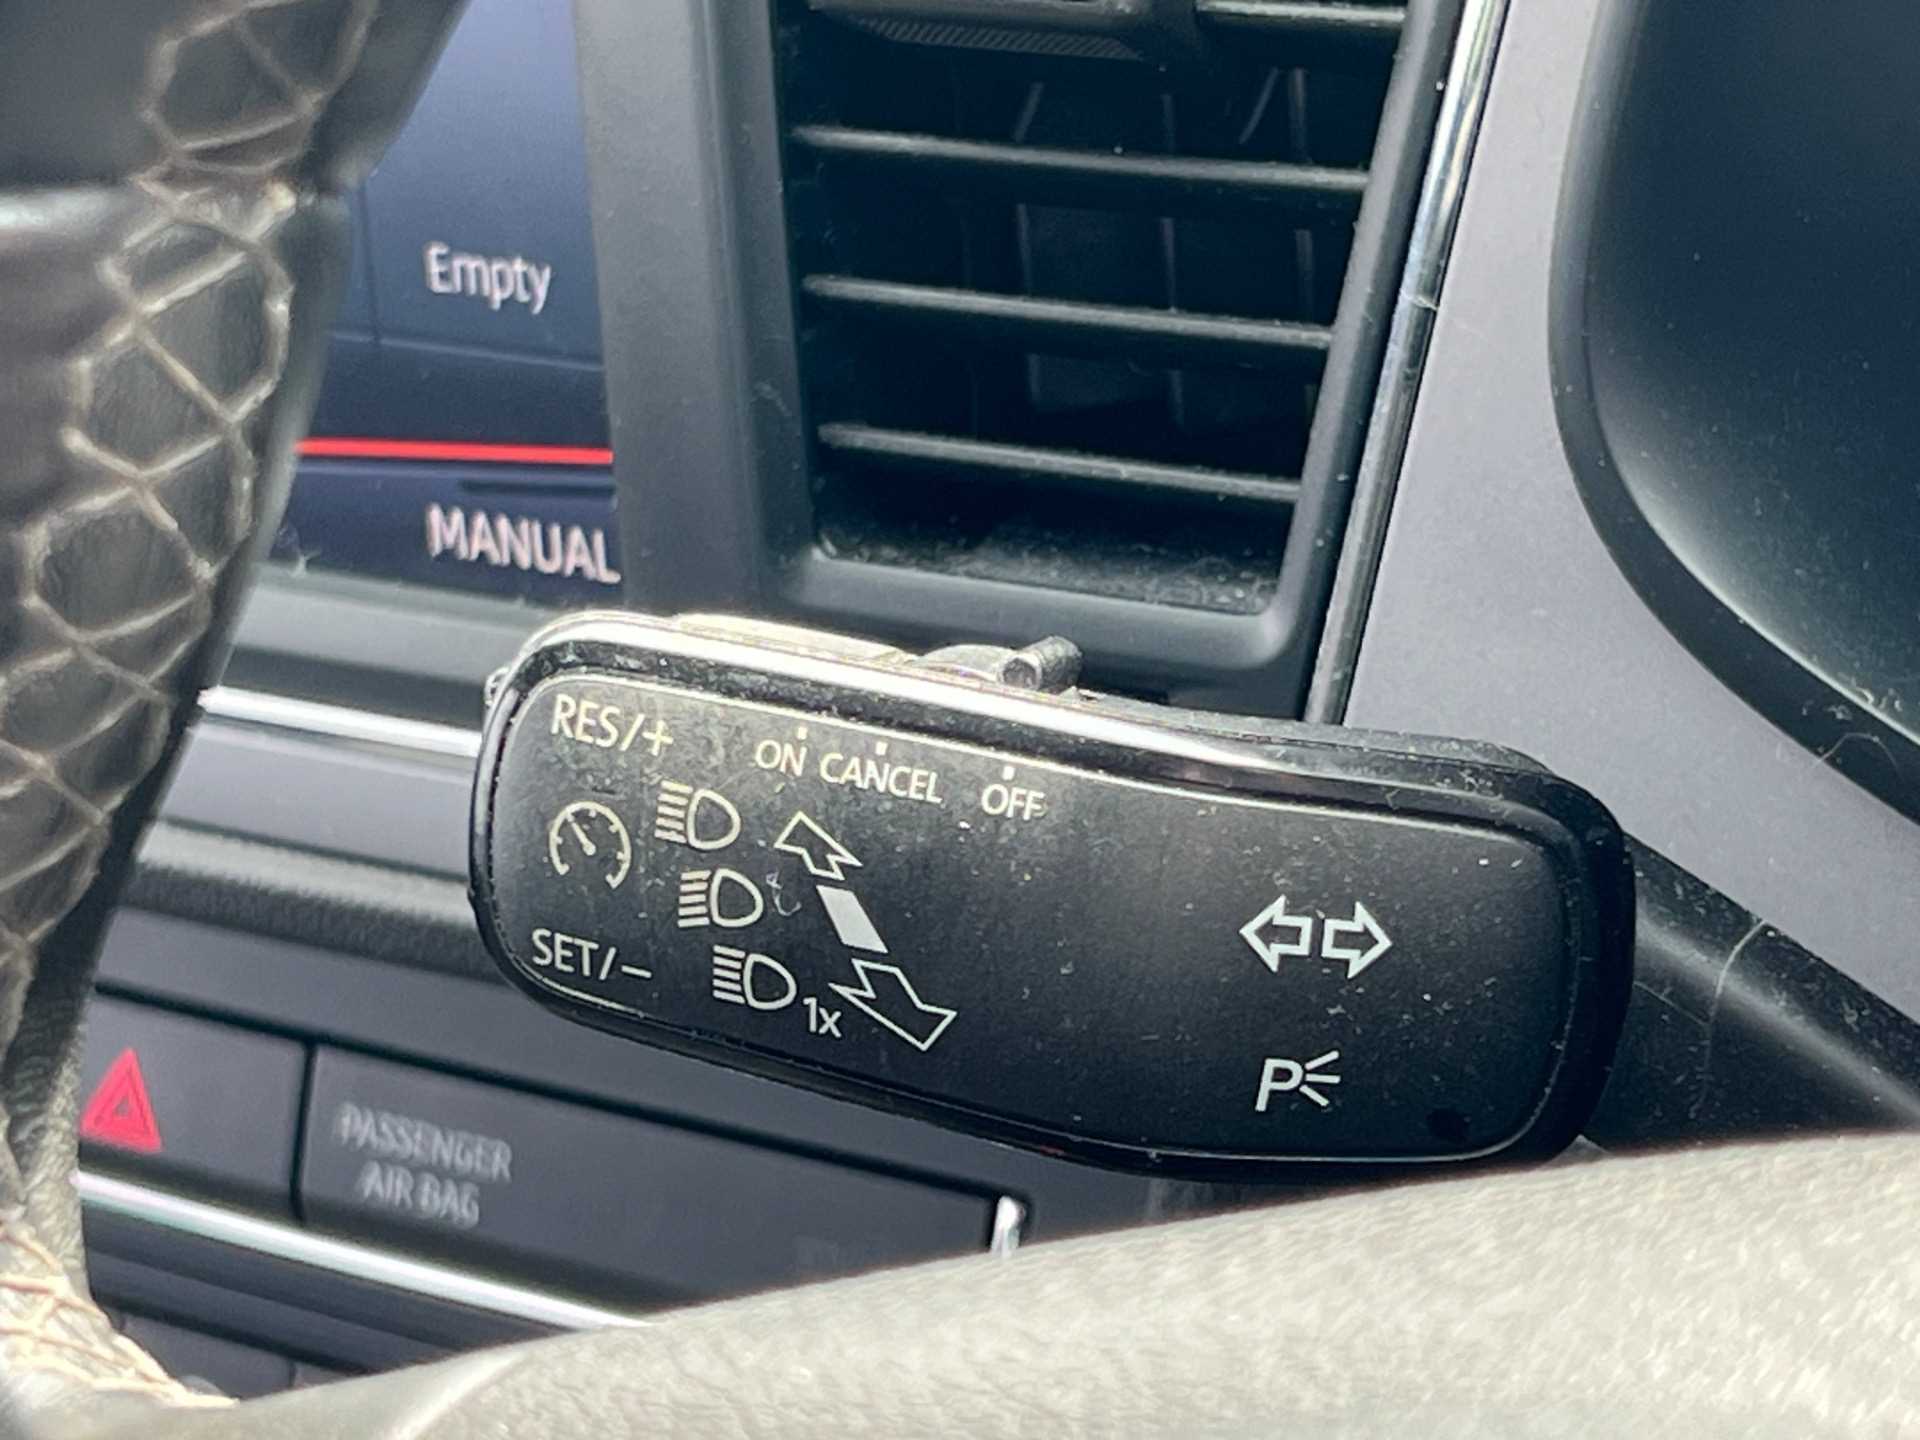 Empty
MANUAL
RES/+
ON CANCEL OFF
SET/−
1x
P
PASSENGER
AIR BAG